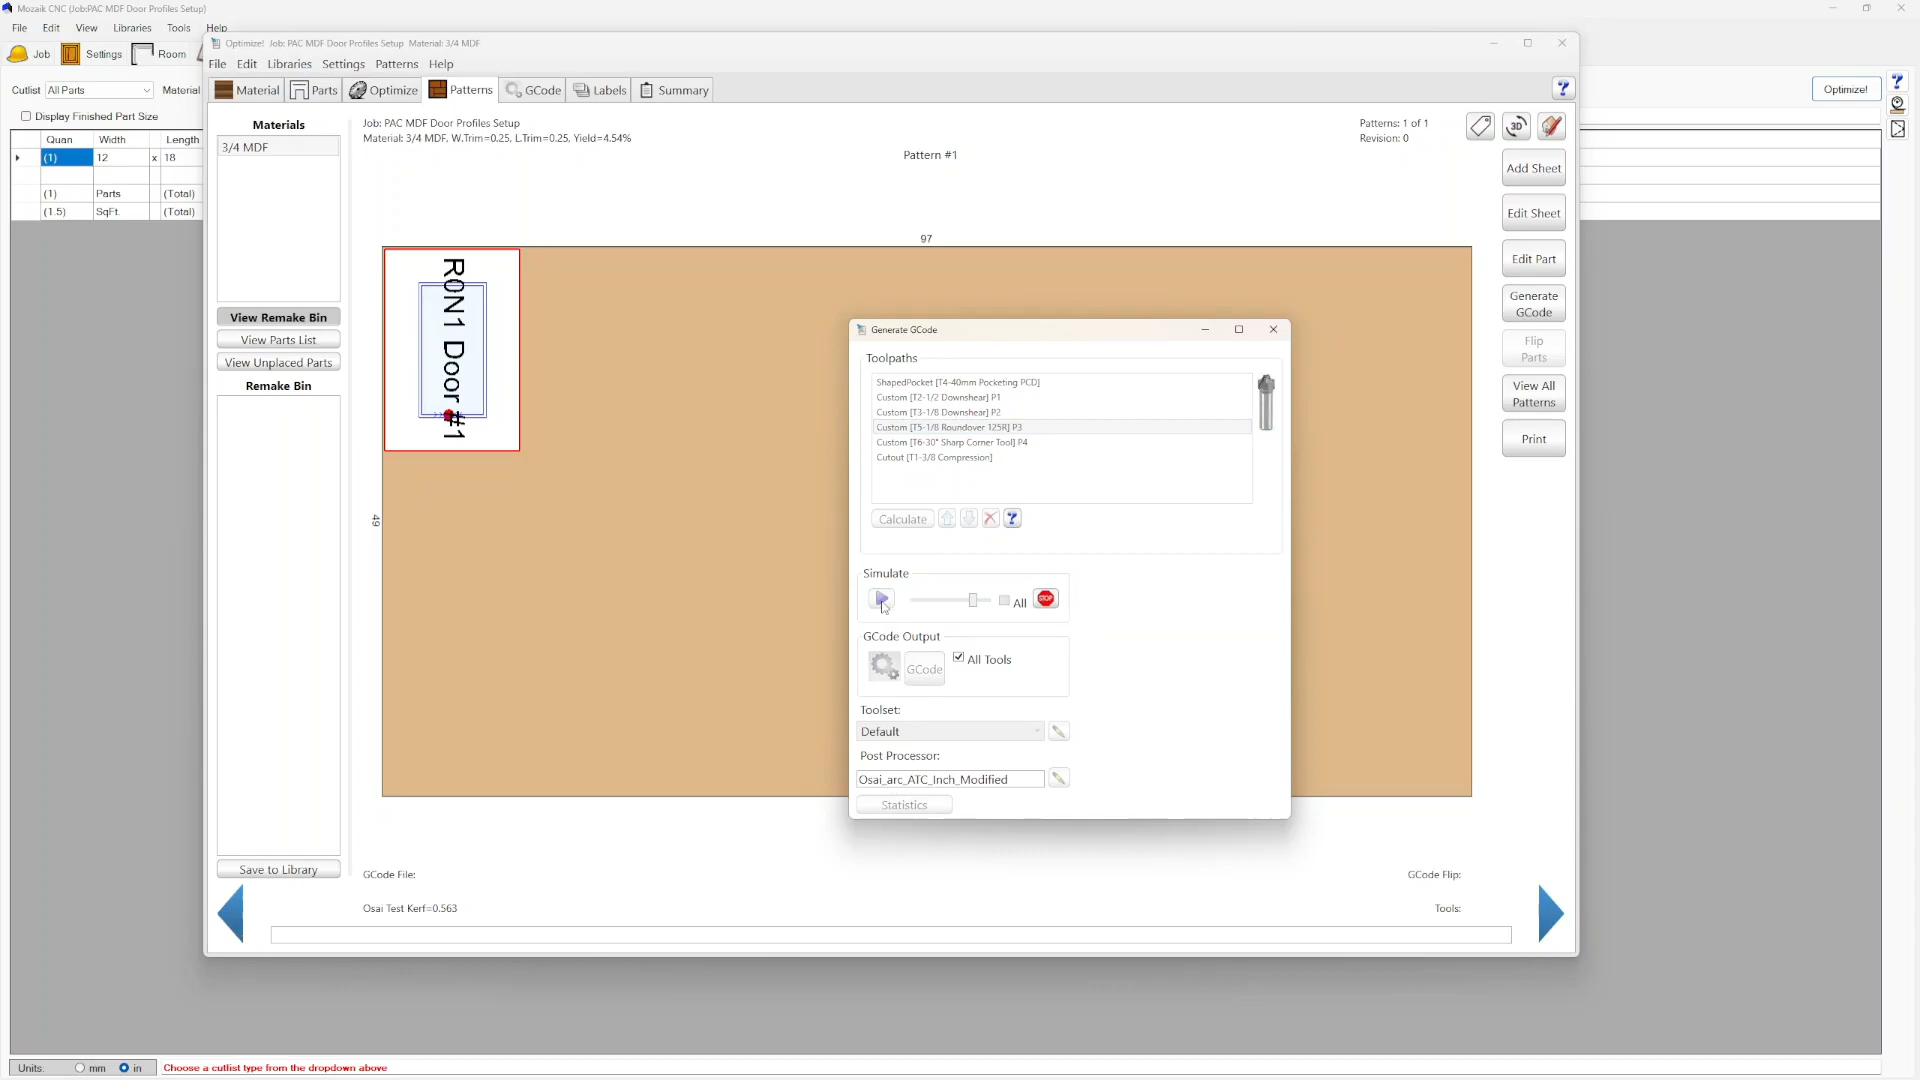 Mozaik CNC (Job:PAC MDF Door Profiles Setup)
File Edit View Libraries Tools Help
Job Settings Room
Cutlist All Parts Material
Optimize!
Display Finished Part Size
Quan Width Length
(1) 12 x 18
(1) Parts (Total)
(1.5) SqFt. (Total)
Optimize! Job: PAC MDF Door Profiles Setup Material: 3/4 MDF
File Edit Libraries Settings Patterns Help
Material Parts Optimize Patterns GCode Labels Summary
Materials
3/4 MDF
View Remake Bin
View Parts List
View Unplaced Parts
Remake Bin
Save to Library
Job: PAC MDF Door Profiles Setup
Material: 3/4 MDF, W.Trim=0.25, L.Trim=0.25, Yield=4.54%
Patterns: 1 of 1
Revision: 0
Pattern #1
3D
97
49
R0N1 Door #1
Add Sheet
Edit Sheet
Edit Part
Generate
GCode
Flip
Parts
View All
Patterns
Print
Generate GCode
Toolpaths
ShapedPocket [T4-40mm Pocketing PCD]
Custom [T2-1/2 Downshear] P1
Custom [T3-1/8 Downshear] P2
Custom [T5-1/8 Roundover 125R] P3
Custom [T6-30° Sharp Corner Tool] P4
Cutout [T1-3/8 Compression]
Calculate ?
Simulate
All STOP
GCode Output
GCode All Tools
Toolset:
Default
Post Processor:
Osai_arc_ATC_Inch_Modified
Statistics
GCode File:
GCode Flip:
Osai Test Kerf=0.563
Tools:
Units: mm in Choose a cutlist type from the dropdown above